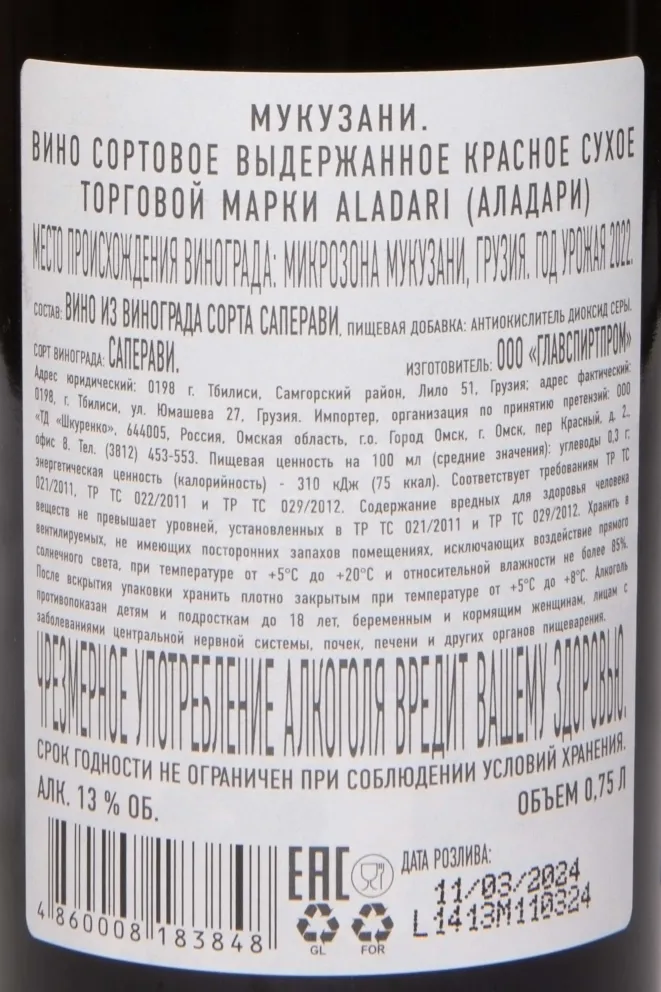 МУКУЗАНИ.
ВИНО СОРТОВОЕ ВЫДЕРЖАННОЕ КРАСНОЕ СУХОЕ
ТОРГОВОЙ МАРКИ ALADARI (АЛАДАРИ)
МЕСТО ПРОИСХОЖДЕНИЯ ВИНОГРАДА: МИКРОЗОНА МУКУЗАНИ, ГРУЗИЯ. ГОД УРОЖАЯ 2022.
СОСТАВ: ВИНО ИЗ ВИНОГРАДА СОРТА САПЕРАВИ, ПИЩЕВАЯ ДОБАВКА: АНТИОКИСЛИТЕЛЬ ДИОКСИД СЕРЫ.
СОРТ ВИНОГРАДА: САПЕРАВИ. ИЗГОТОВИТЕЛЬ: ООО «ГЛАВСПИРТПРОМ»
Адрес юридический: 0198 г. Тбилиси, Самгорский район, Лило 51, Грузия; адрес фактический:
0198, г. Тбилиси, ул. Юмашева 27, Грузия. Импортер, организация по принятию претензий: ООО
«ТД «Шкуренко», 644005, Россия, Омская область, г.о. Город Омск, г. Омск, пер Красный, д. 2,
офис 8. Тел. (3812) 453-553. Пищевая ценность на 100 мл (средние значения): углеводы 0,3 г;
энергетическая ценность (калорийность) - 310 кДж (75 ккал). Соответствует требованиям ТР ТС
021/2011, ТР ТС 022/2011 и ТР ТС 029/2012. Содержание вредных для здоровья человека
веществ не превышает уровней, установленных в ТР ТС 021/2011 и ТР ТС 029/2012. Хранить в
вентилируемых, не имеющих посторонних запахов помещениях, исключающих воздействие прямого
солнечного света, при температуре от +5°C до +20°C и относительной влажности не более 85%.
После вскрытия упаковки хранить плотно закрытым при температуре от +5°C до +8°C. Алкоголь
противопоказан детям и подросткам до 18 лет, беременным и кормящим женщинам, лицам с
заболеваниями центральной нервной системы, почек, печени и других органов пищеварения.
ЧРЕЗМЕРНОЕ УПОТРЕБЛЕНИЕ АЛКОГОЛЯ ВРЕДИТ ВАШЕМУ ЗДОРОВЬЮ.
СРОК ГОДНОСТИ НЕ ОГРАНИЧЕН ПРИ СОБЛЮДЕНИИ УСЛОВИЙ ХРАНЕНИЯ.
АЛК. 13 % ОБ. ОБЪЕМ 0,75 Л
EAC ДАТА РОЗЛИВА:
11/03/2024
L1413M110324
4 860008 183848
GL FOR